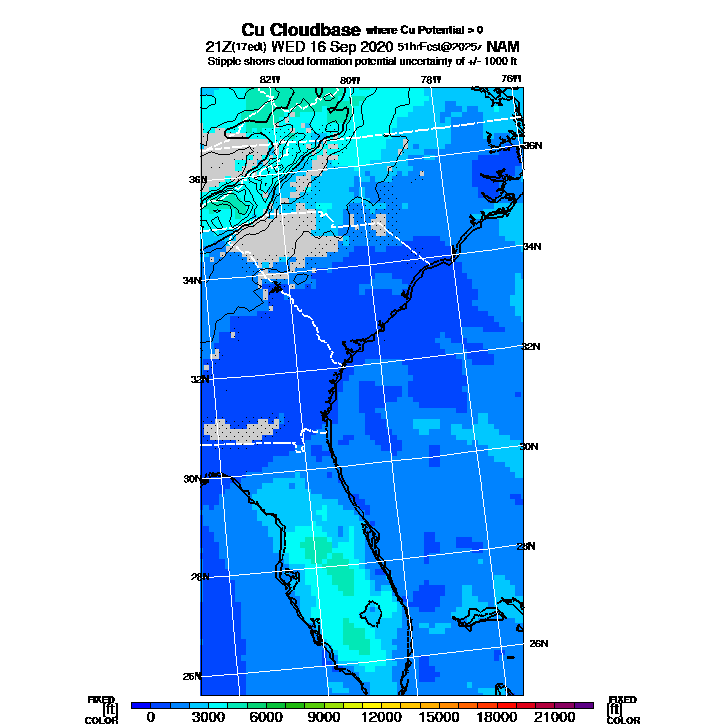 Cu Cloudbase where Cu Potential > 0
21Z(17edt) WED 16 Sep 2020 51hrFcst@2025z NAM
Stipple shows cloud formation potential uncertainty of +/- 1000 ft
82W 80W 78W 76W
36N
36N
34N
34N
32N
32N
30N
30N
28N
28N
26N
26N
FIXED FIXED
[ft] 0 3000 6000 9000 12000 15000 18000 21000 [ft]
COLOR COLOR